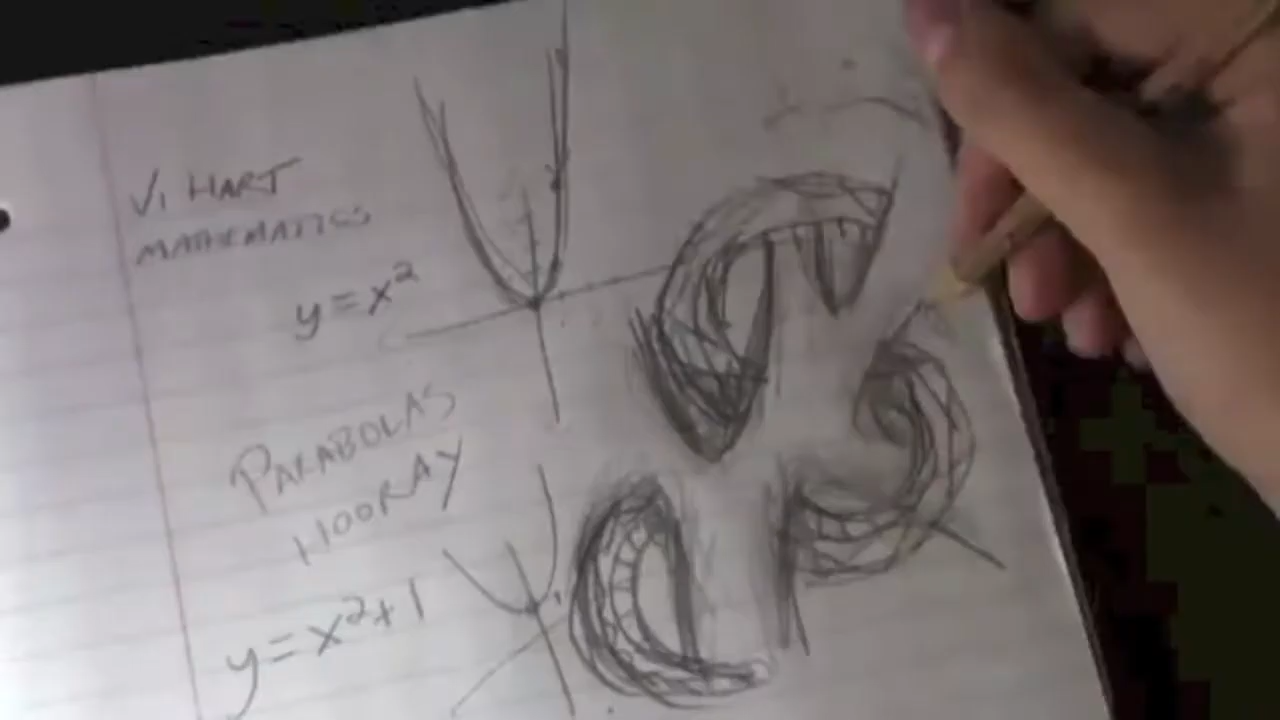 VI HART
MATHEMATICS
y=x²
PARABOLAS
HOORAY
y=x²+1